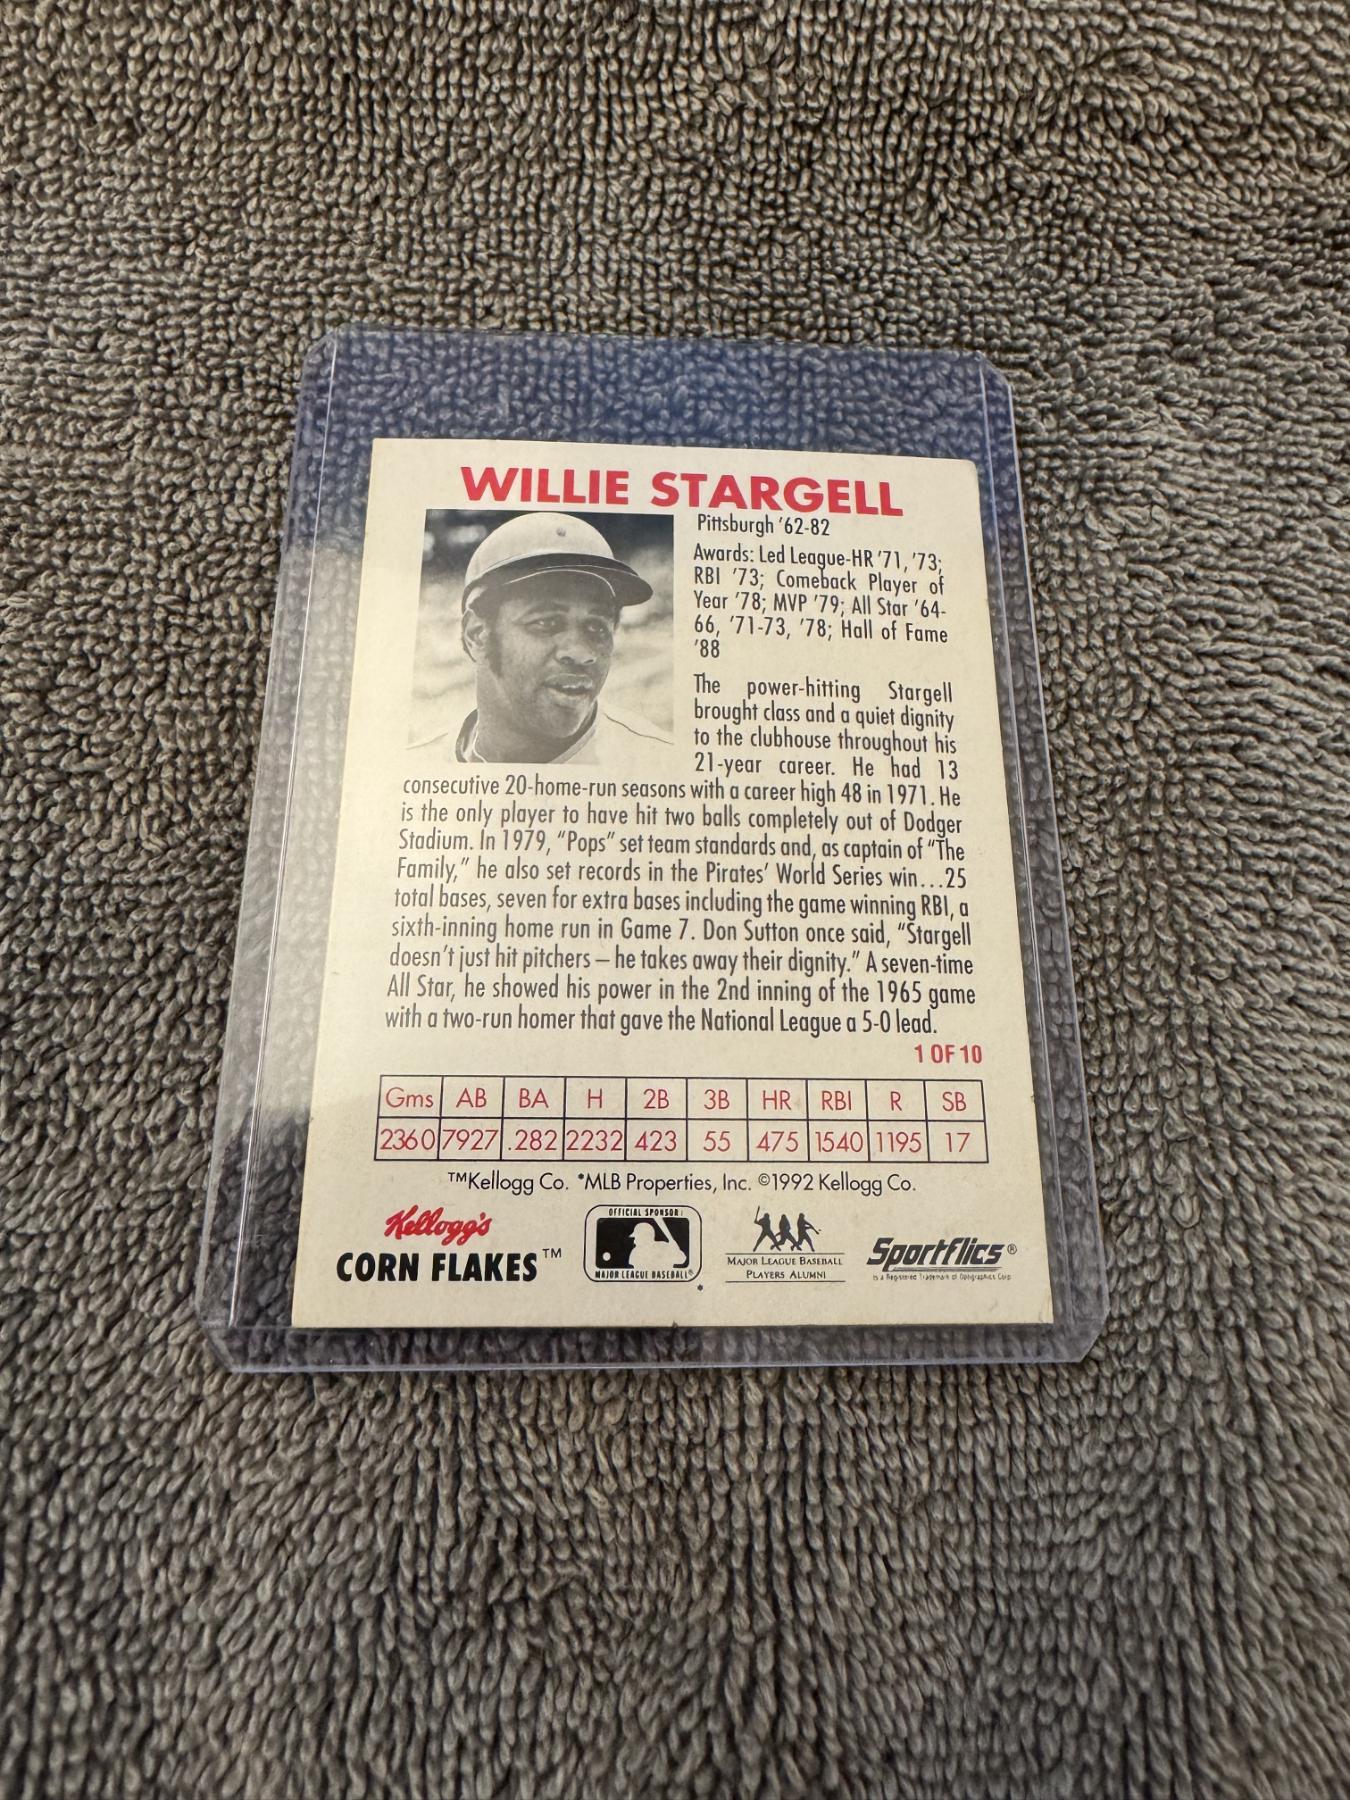 WILLIE STARGELL
Pittsburgh '62-82
Awards: Led League-HR '71, '73;
RBI '73; Comeback Player of
Year '78; MVP '79; All Star '64-
66, '71-73, '78; Hall of Fame
'88
The power-hitting Stargell
brought class and a quiet dignity
to the clubhouse throughout his
21-year career. He had 13
consecutive 20-home-run seasons with a career high 48 in 1971. He
is the only player to have hit two balls completely out of Dodger
Stadium. In 1979, “Pops” set team standards and, as captain of “The
Family,” he also set records in the Pirates' World Series win...25
total bases, seven for extra bases including the game winning RBI, a
sixth-inning home run in Game 7. Don Sutton once said, “Stargell
doesn't just hit pitchers – he takes away their dignity.” A seven-time
All Star, he showed his power in the 2nd inning of the 1965 game
with a two-run homer that gave the National League a 5-0 lead.
1 OF 10
Gms AB BA H 2B 3B HR RBI R SB
2360 7927 .282 2232 423 55 475 1540 1195 17
™Kellogg Co. *MLB Properties, Inc. ©1992 Kellogg Co.
Kellogg's
CORN FLAKES™
OFFICIAL SPONSOR
MAJOR LEAGUE BASEBALL®
*
MAJOR LEAGUE BASEBALL
PLAYERS ALUMNI
Sportflics®
is a Registered Trademark of Optigraphics Corp.